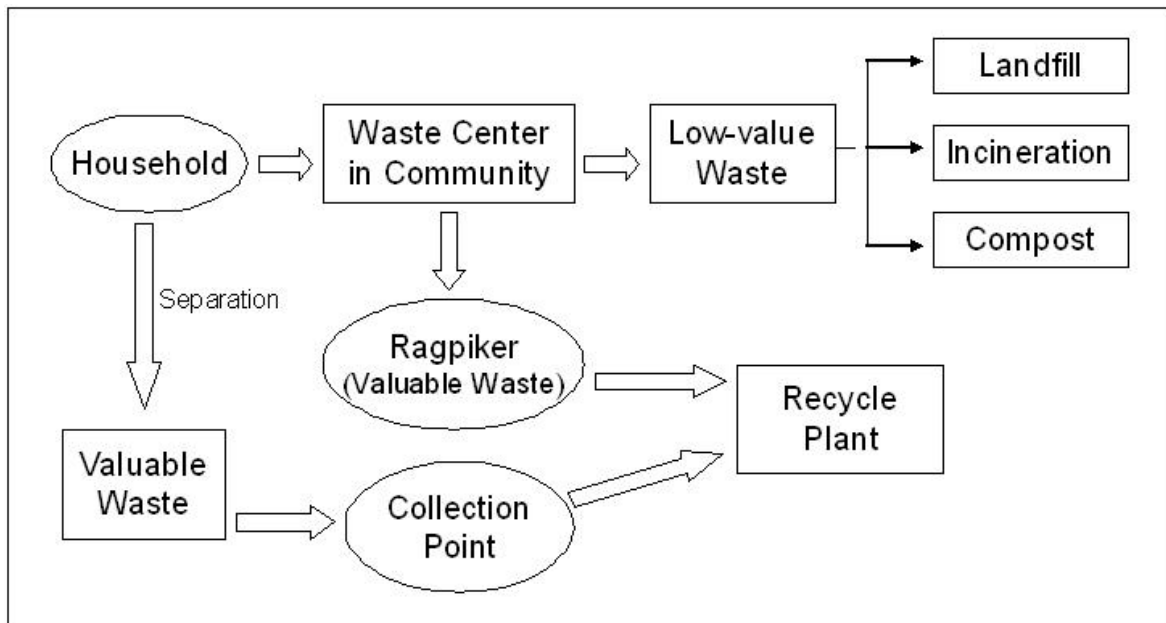 Household
Waste Center
in Community
Low-value
Waste
Landfill
Incineration
Compost
Separation
Ragpiker
(Valuable Waste)
Recycle
Plant
Valuable
Waste
Collection
Point